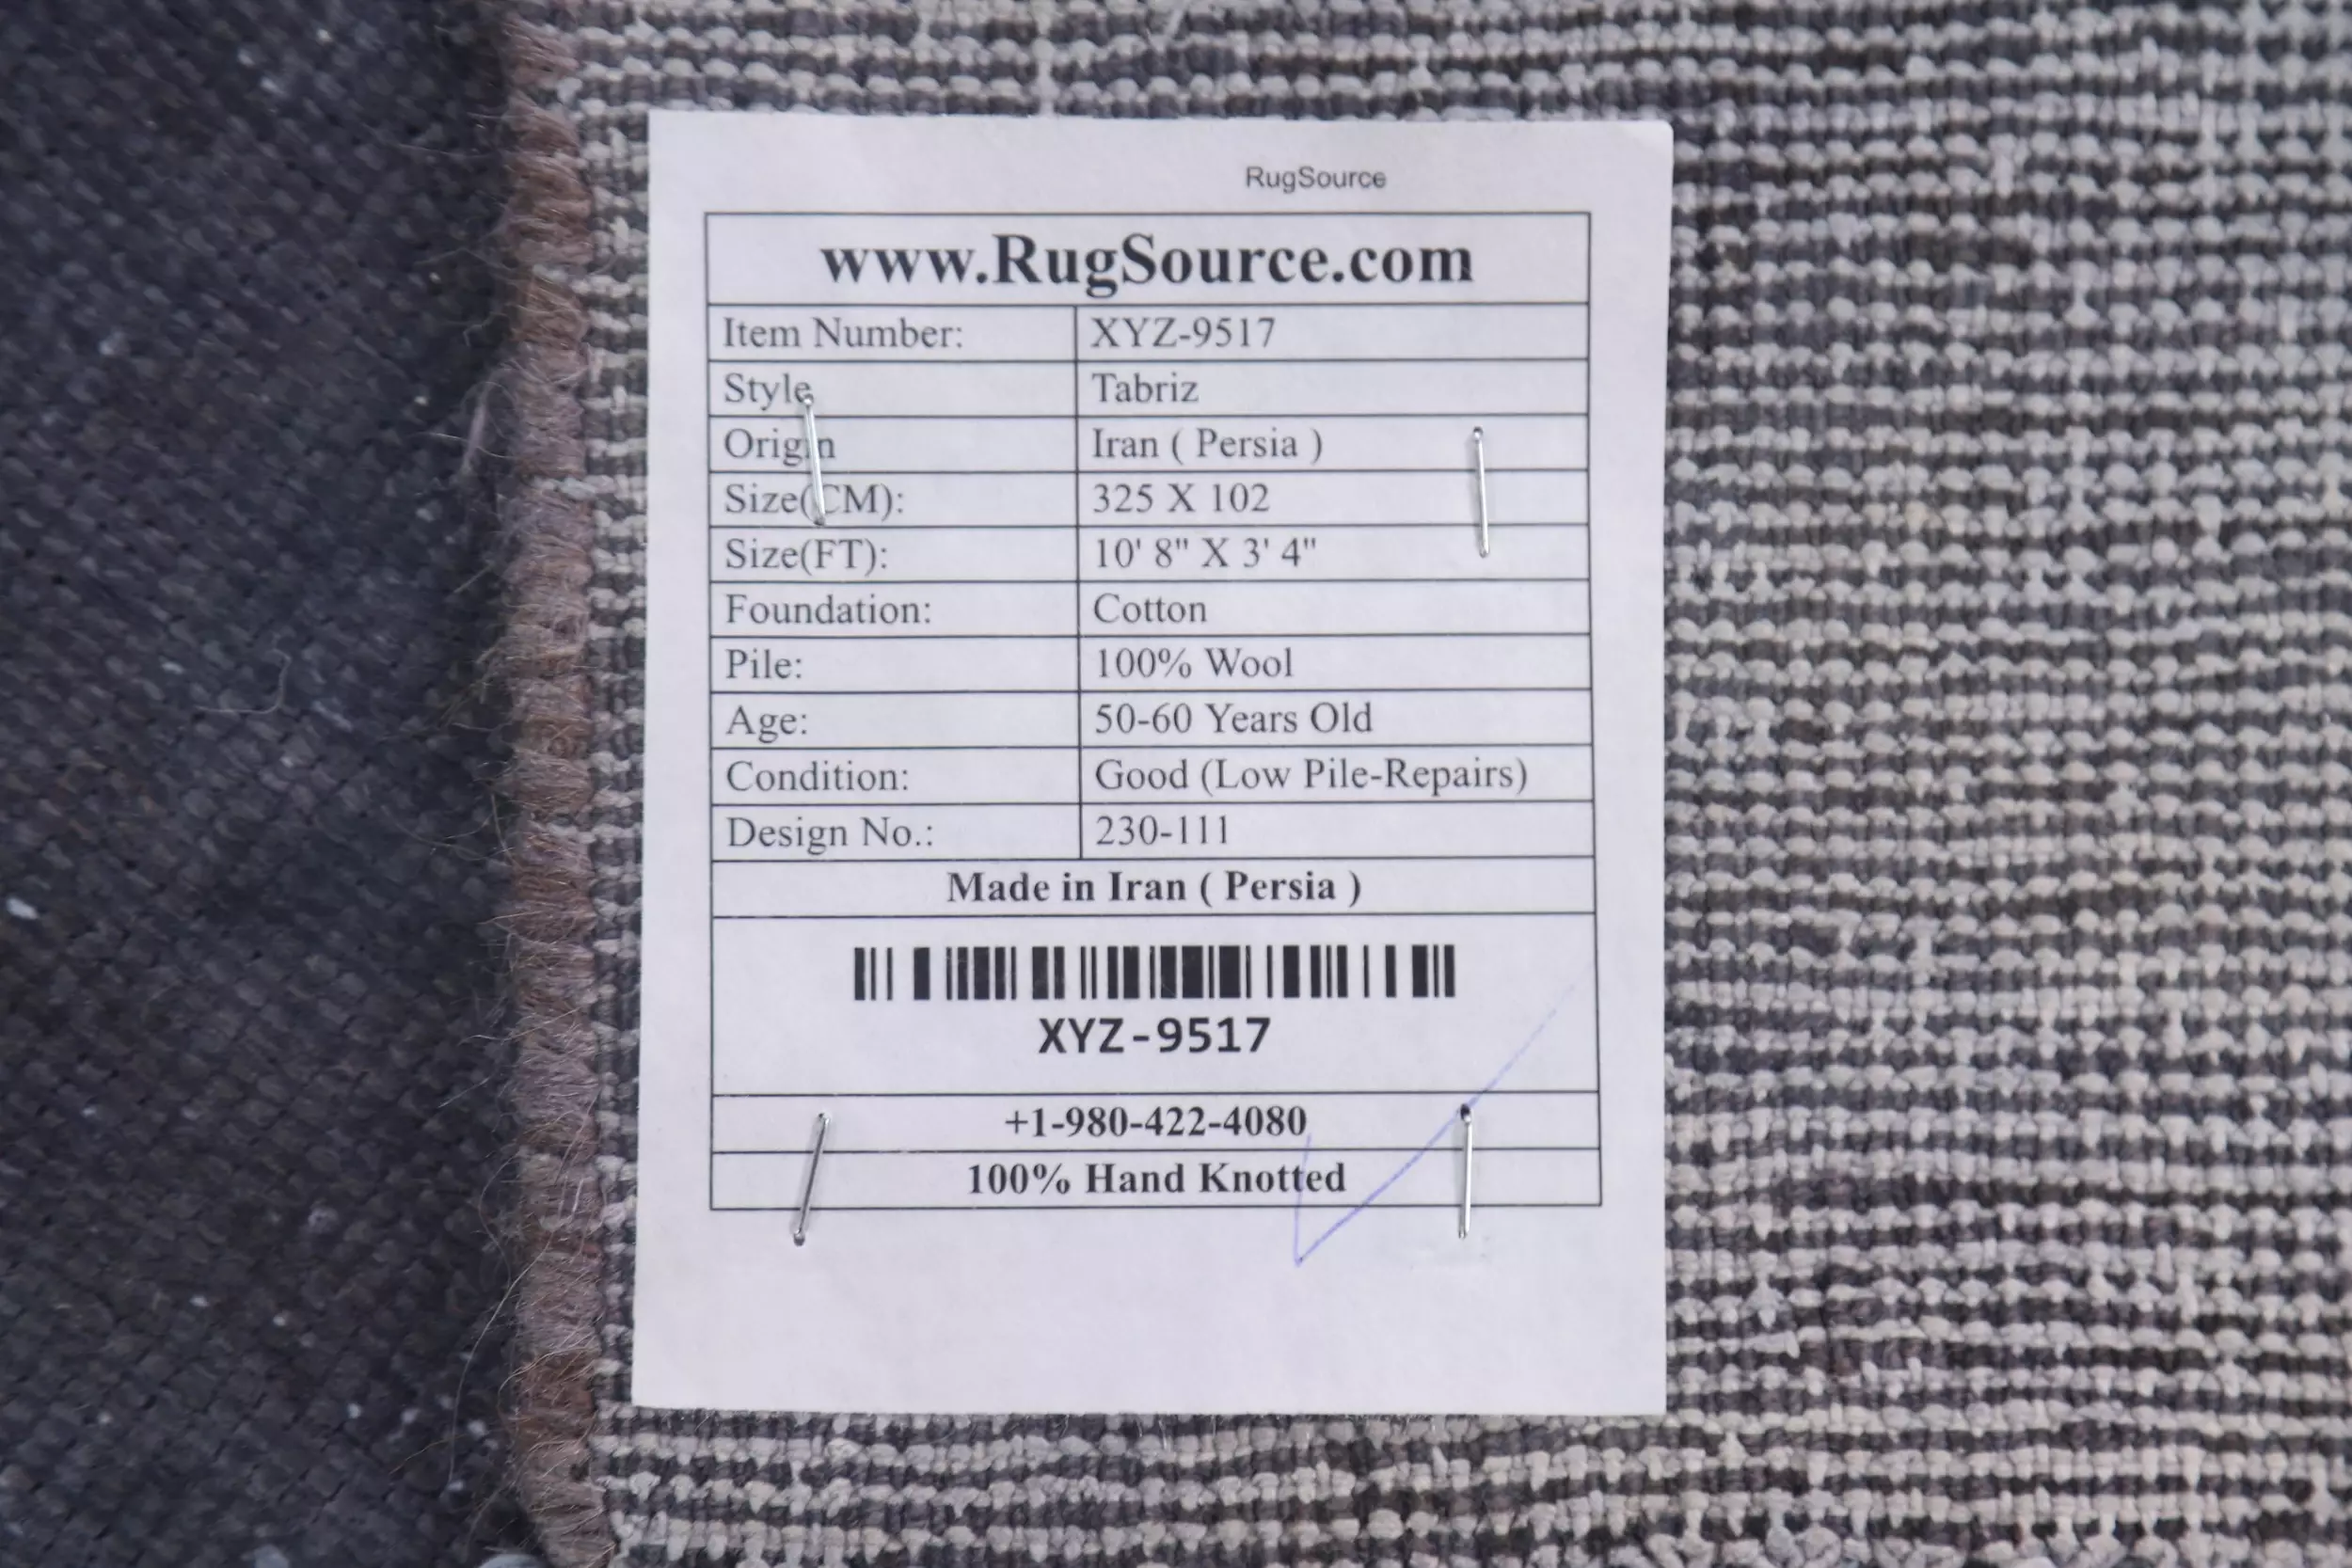 RugSource
www.RugSource.com
Item Number: XYZ-9517
Style Tabriz
Origin Iran ( Persia )
Size(CM): 325 X 102
Size(FT): 10' 8" X 3' 4"
Foundation: Cotton
Pile: 100% Wool
Age: 50-60 Years Old
Condition: Good (Low Pile-Repairs)
Design No.: 230-111
Made in Iran ( Persia )
XYZ-9517
+1-980-422-4080
100% Hand Knotted